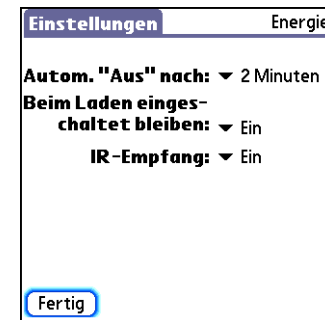 Einstellungen Energie
Autom. "Aus" nach: 2 Minuten
Beim Laden einges-
chaltet bleiben: Ein
IR-Empfang: Ein
Fertig